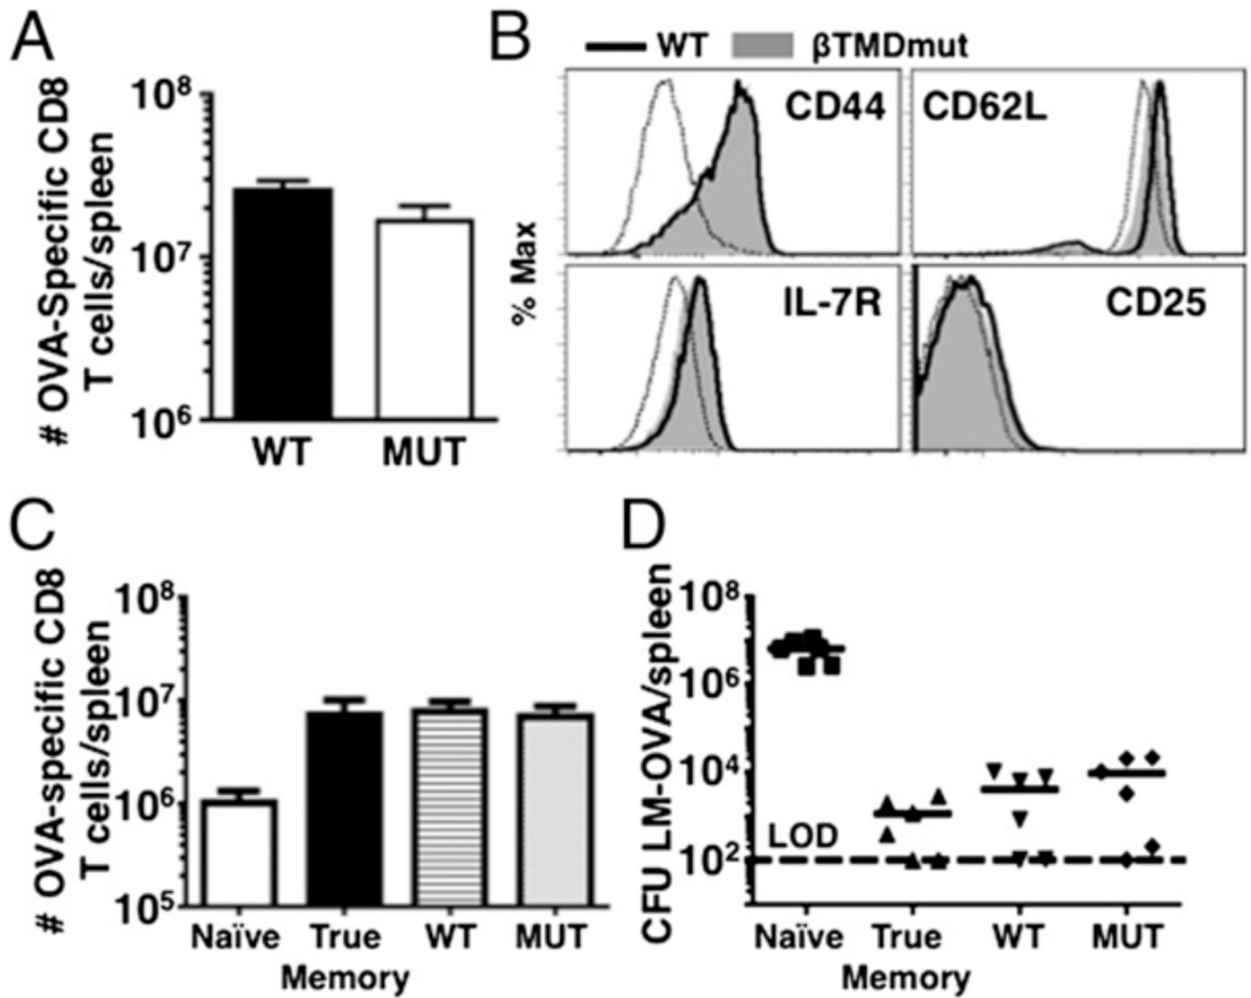 A
# OVA-Specific CD8
T cells/spleen
10⁸
10⁷
10⁶
WT MUT
B
WT βTMDmut
% Max
CD44
CD62L
IL-7R
CD25
C
# OVA-specific CD8
T cells/spleen
10⁸
10⁷
10⁶
10⁵
Naïve True WT MUT
Memory
D
CFU LM-OVA/spleen
10⁸
10⁶
10⁴
10²
LOD
Naïve True WT MUT
Memory